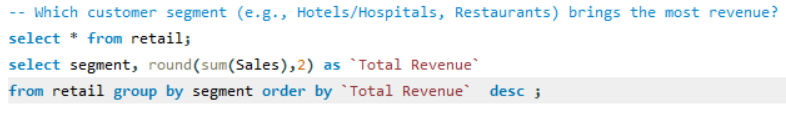 -- Which customer segment (e.g., Hotels/Hospitals, Restaurants) brings the most revenue?
select * from retail;
select segment, round(sum(Sales),2) as `Total Revenue`
from retail group by segment order by `Total Revenue`  desc ;